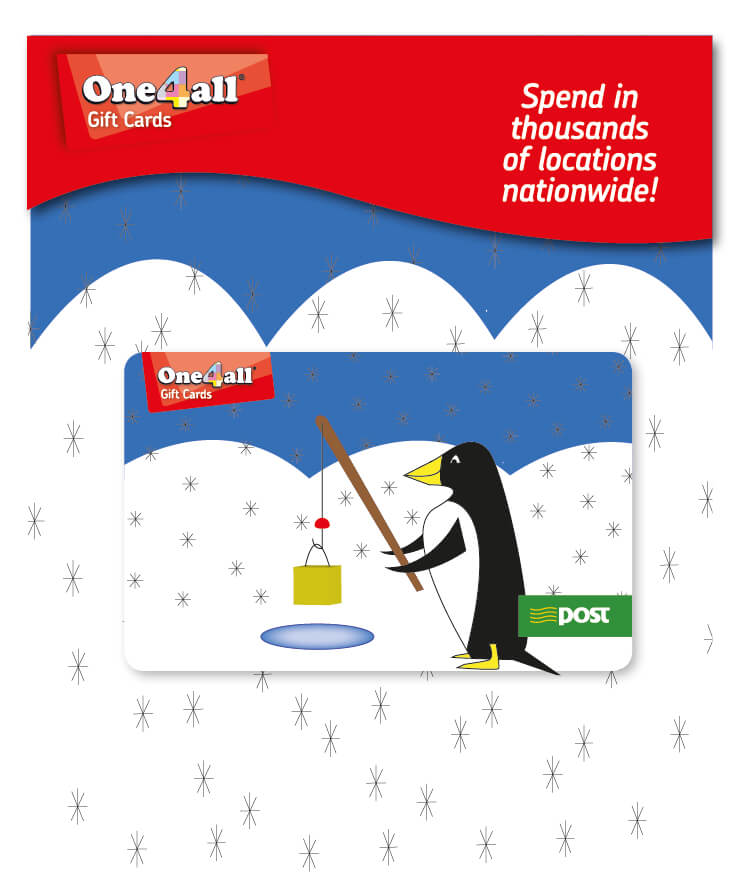 One4all®
Gift Cards
Spend in
thousands
of locations
nationwide!
One4all®
Gift Cards
post